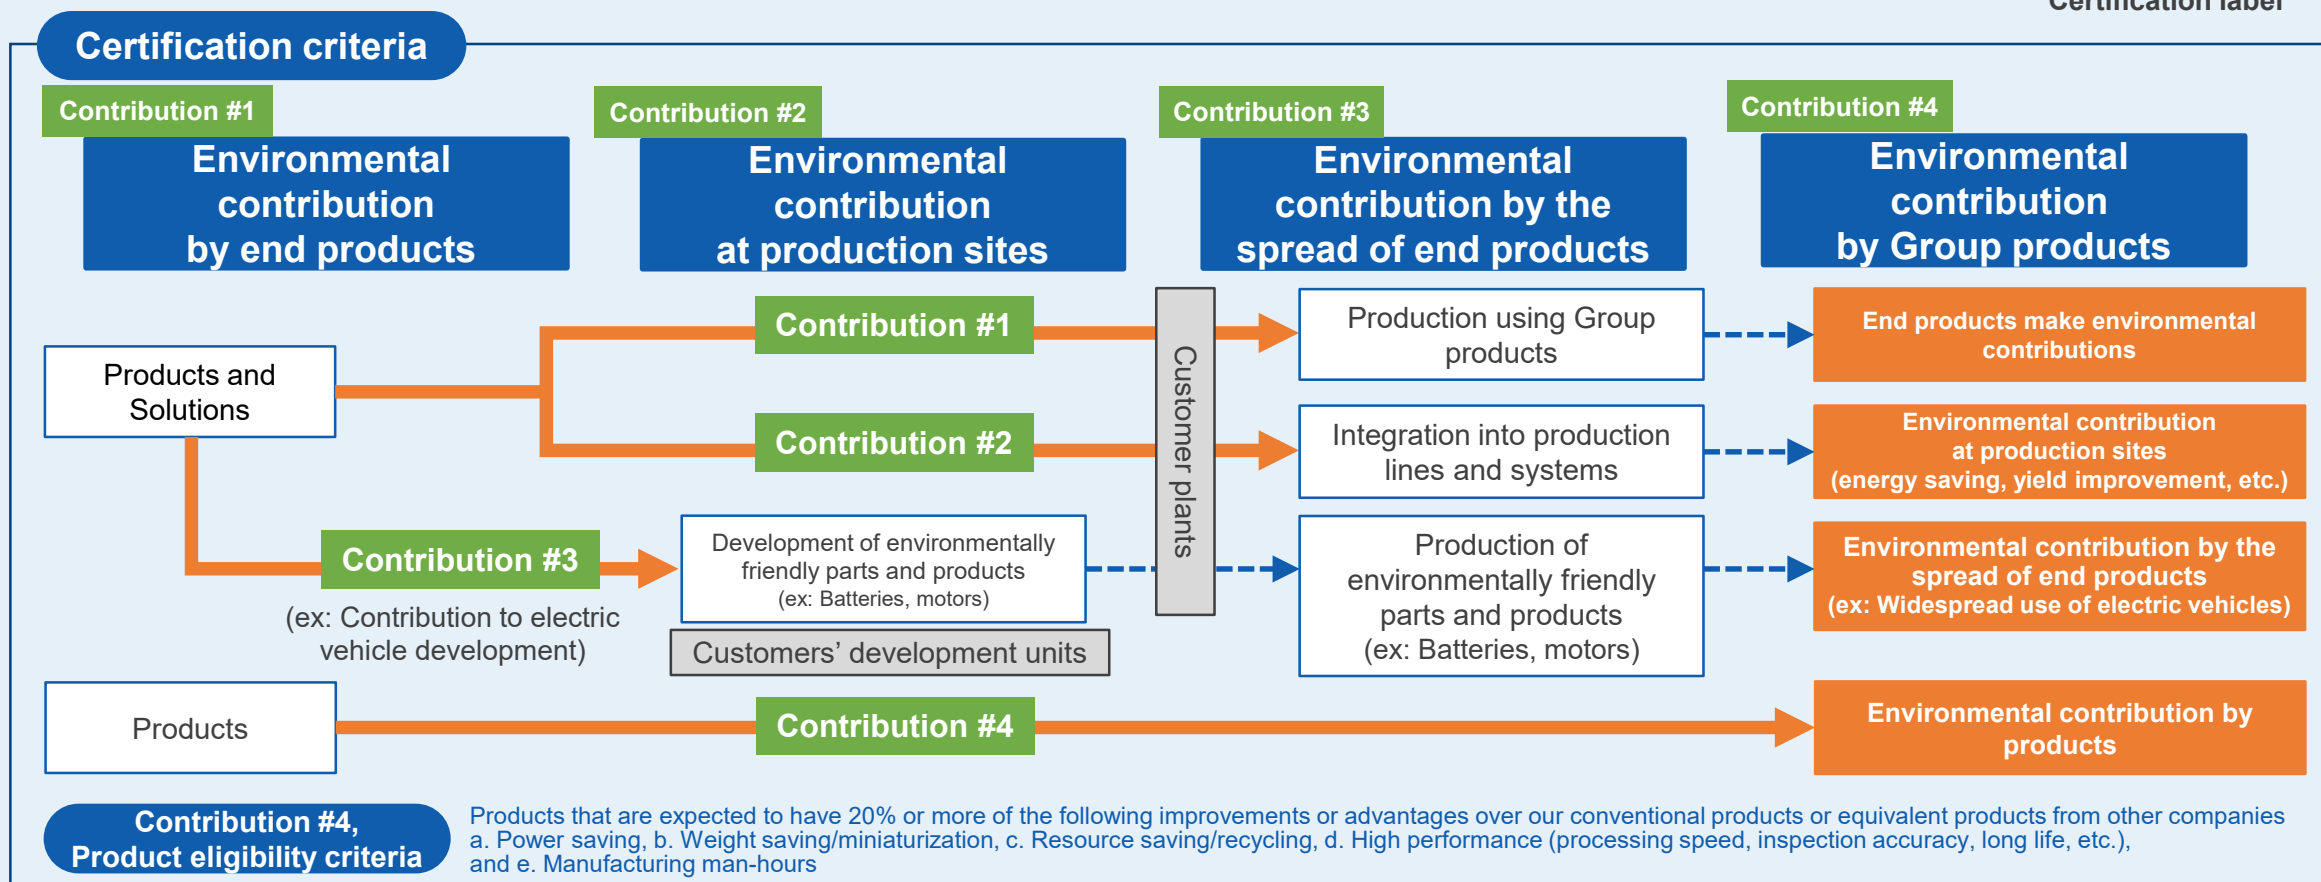 Certification label
Certification criteria
Contribution #1
Environmental
contribution
by end products
Contribution #2
Environmental
contribution
at production sites
Contribution #3
Environmental
contribution by the
spread of end products
Contribution #4
Environmental
contribution
by Group products
Products and
Solutions
Contribution #1
Customer plants
Production using Group
products
End products make environmental
contributions
Contribution #2
Integration into production
lines and systems
Environmental contribution
at production sites
(energy saving, yield improvement, etc.)
Contribution #3
(ex: Contribution to electric
vehicle development)
Development of environmentally
friendly parts and products
(ex: Batteries, motors)
Customers’ development units
Production of
environmentally friendly
parts and products
(ex: Batteries, motors)
Environmental contribution by the
spread of end products
(ex: Widespread use of electric vehicles)
Products
Contribution #4
Environmental contribution by
products
Contribution #4,
Product eligibility criteria
Products that are expected to have 20% or more of the following improvements or advantages over our conventional products or equivalent products from other companies
a. Power saving, b. Weight saving/miniaturization, c. Resource saving/recycling, d. High performance (processing speed, inspection accuracy, long life, etc.),
and e. Manufacturing man-hours